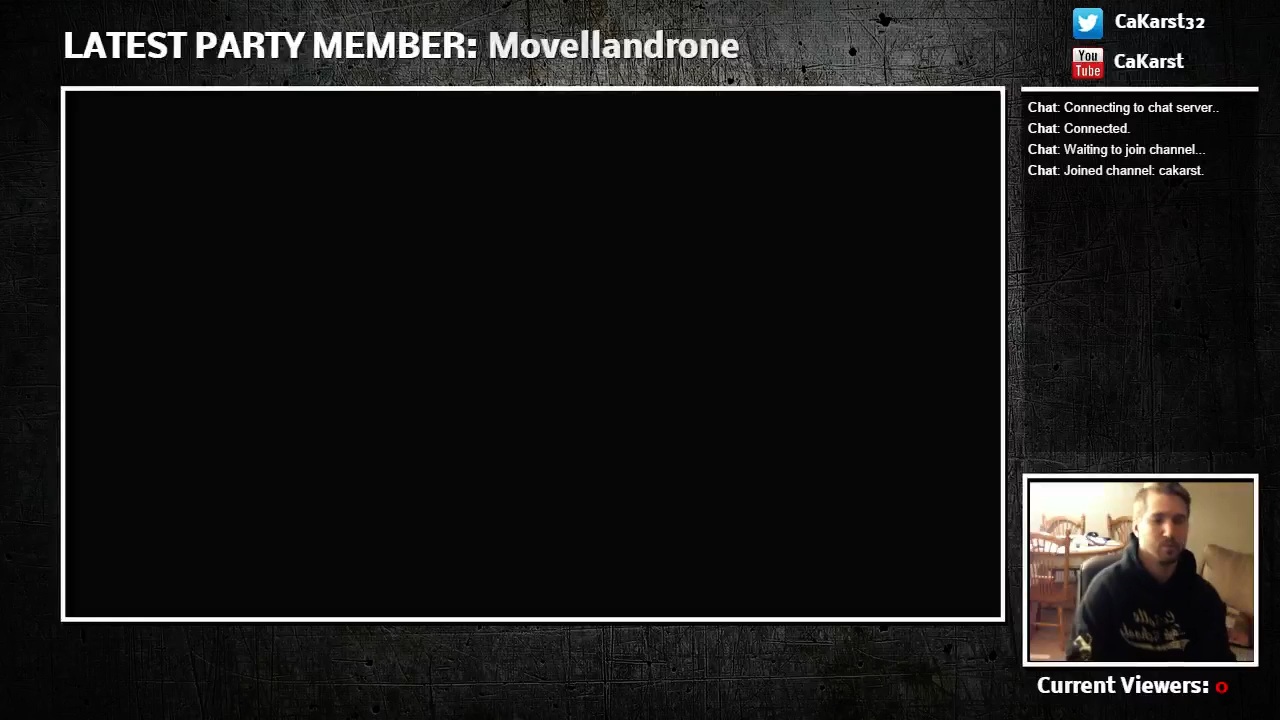 LATEST PARTY MEMBER: Movellandrone
CaKarst32
You
Tube
CaKarst
Chat: Connecting to chat server..
Chat: Connected.
Chat: Waiting to join channel...
Chat: Joined channel: cakarst.
Current Viewers: 0